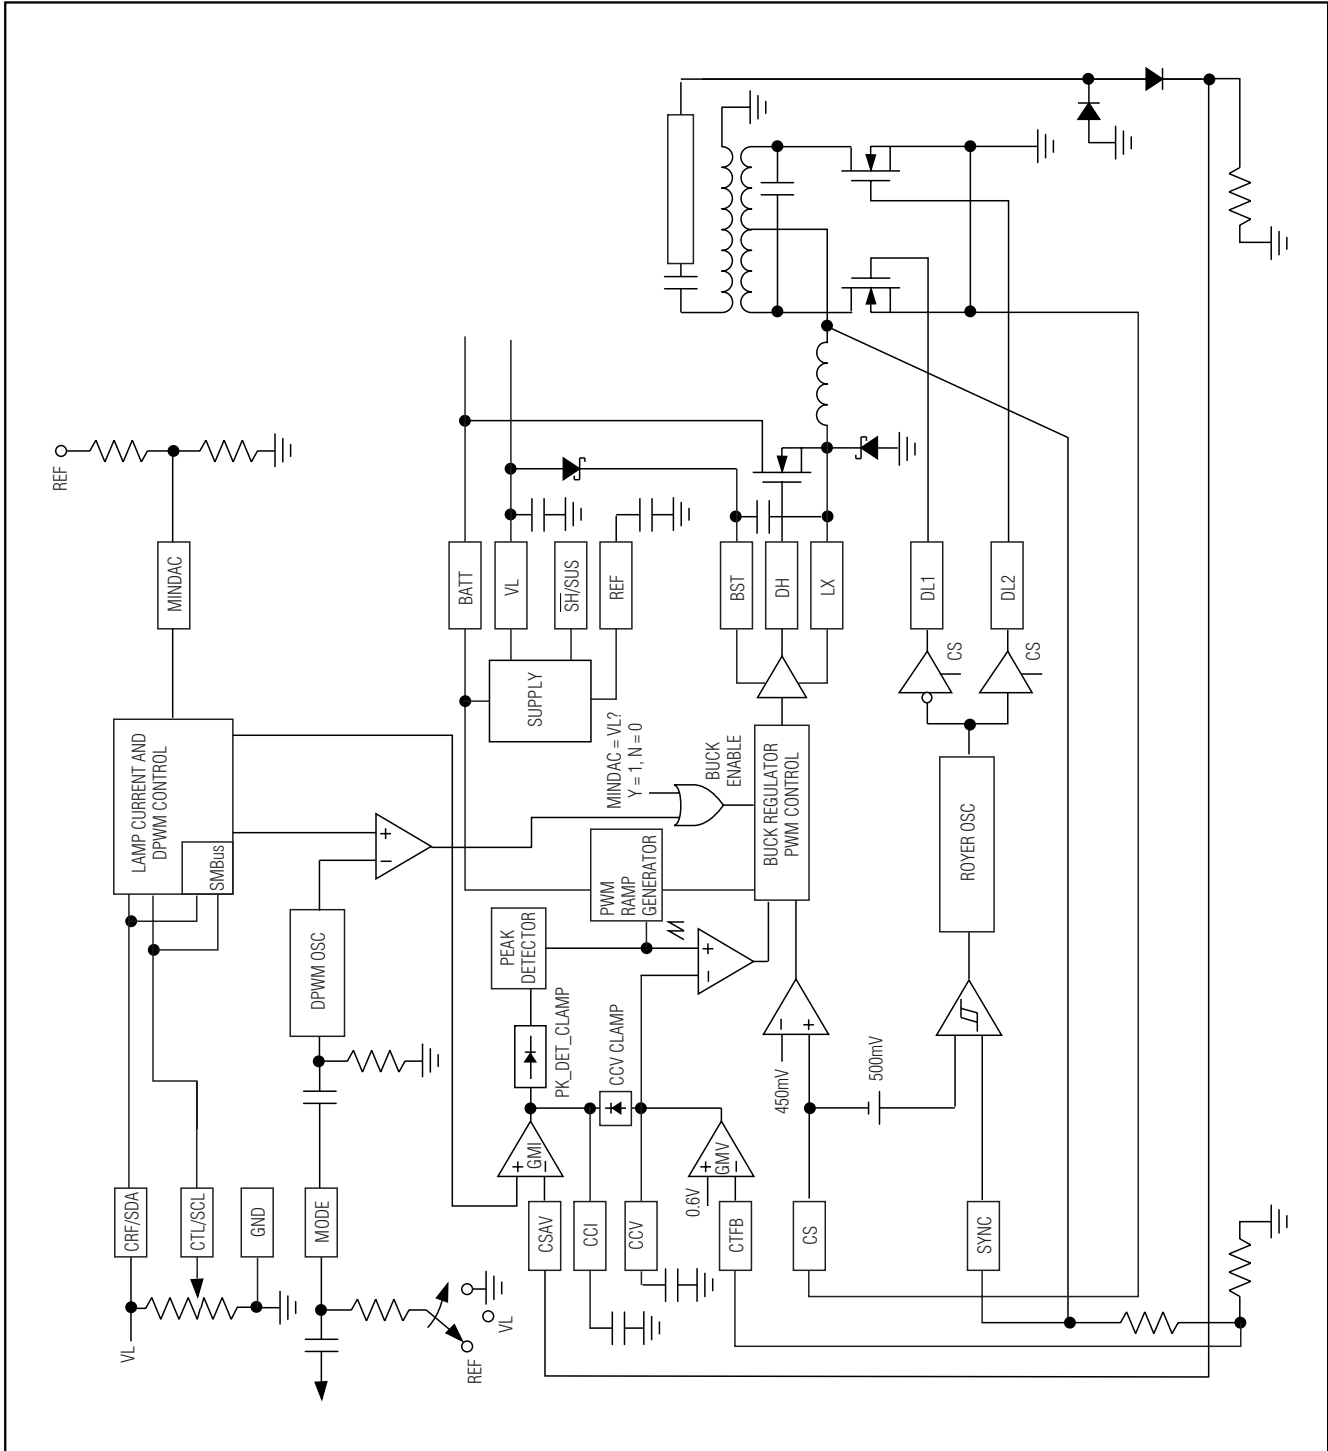 REF
MINDAC
LAMP CURRENT AND
DPWM CONTROL
SMBus
DPWM OSC
CRF/SDA
CTL/SCL
GND
MODE
VL
REF
VL
BATT
VL
SH/SUS
REF
SUPPLY
MINDAC = VL?
Y = 1, N = 0
BUCK
ENABLE
PWM
RAMP
GENERATOR
PEAK
DETECTOR
PK_DET_CLAMP
CCV CLAMP
+
−
+
−
GMI
+
−
GMV
+
−
0.6V
CSAV
CCI
CCV
CTFB
BST
DH
LX
BUCK REGULATOR
PWM CONTROL
−
+
450mV
500mV
CS
SYNC
DL1
DL2
CS
CS
ROYER OSC